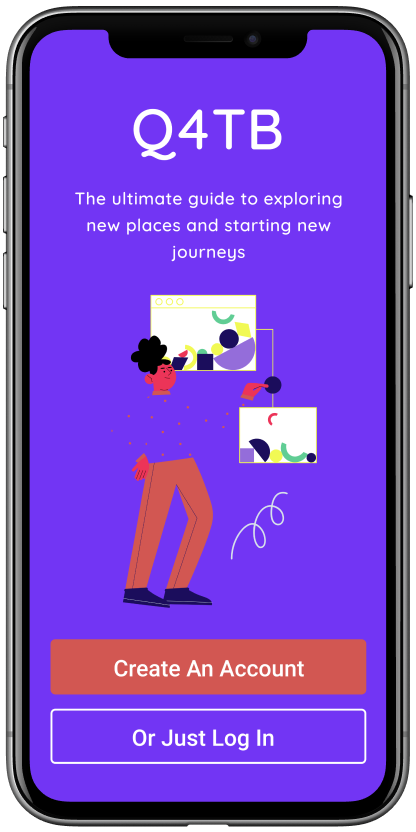 Q4TB
The ultimate guide to exploring
new places and starting new
journeys
Create An Account
Or Just Log In